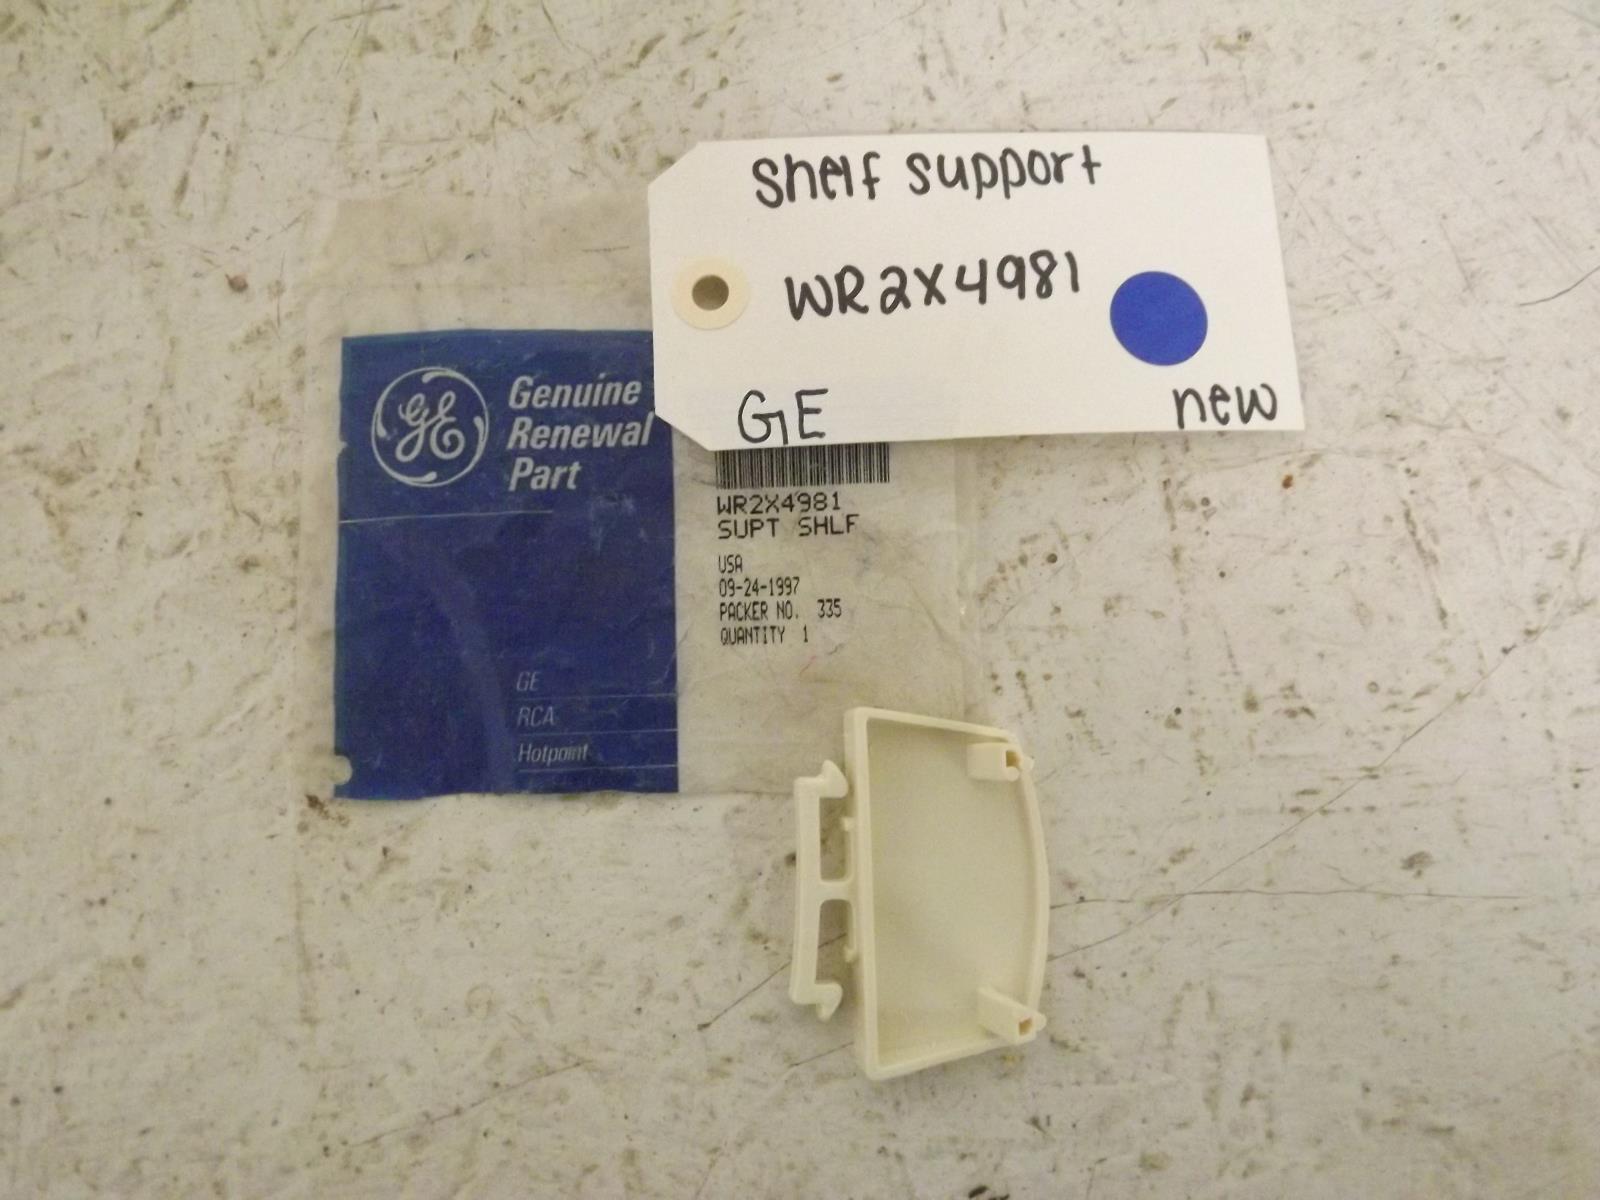 Shelf support
WR2X4981
GE
new
GE
Genuine
Renewal
Part
GE
RCA
Hotpoint
WR2X4981
SUPT SHLF
USA
09-24-1997
PACKER NO. 335
QUANTITY 1